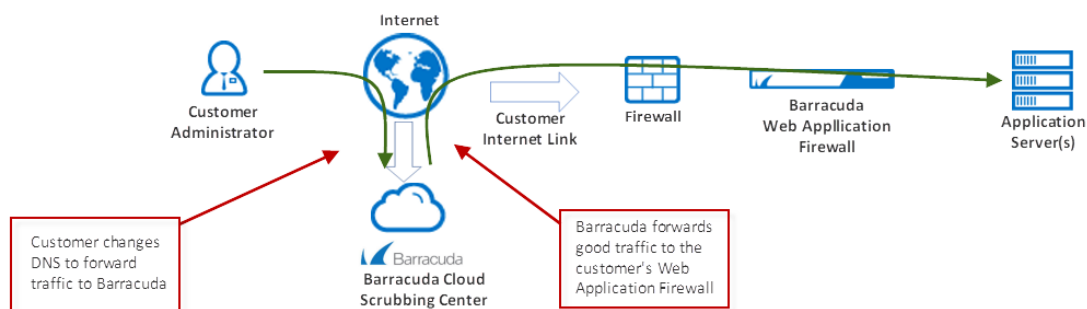 Internet
Customer
Administrator
Customer
Internet Link
Firewall
Barracuda
Web Appllication
Firewall
Application
Server(s)
Customer changes
DNS to forward
traffic to Barracuda
Barracuda
Barracuda Cloud
Scrubbing Center
Barracuda forwards
good traffic to the
customer's Web
Application Firewall